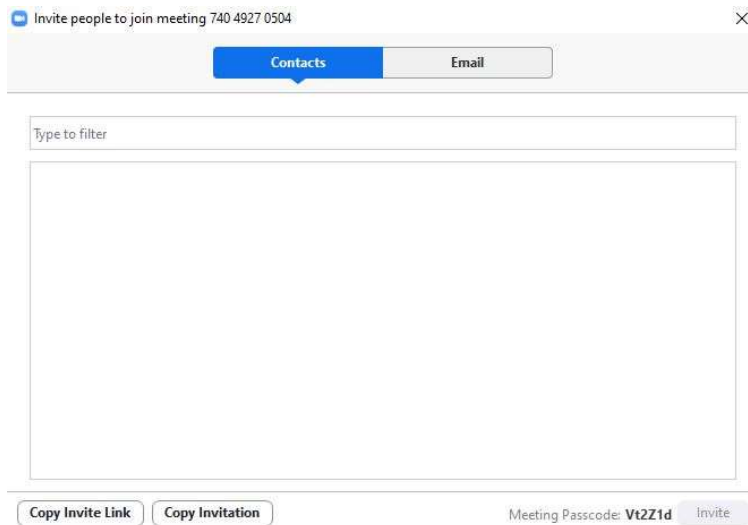 Invite people to join meeting 740 4927 0504
Contacts Email
Type to filter
Copy Invite Link Copy Invitation Meeting Passcode: Vt2Z1d Invite